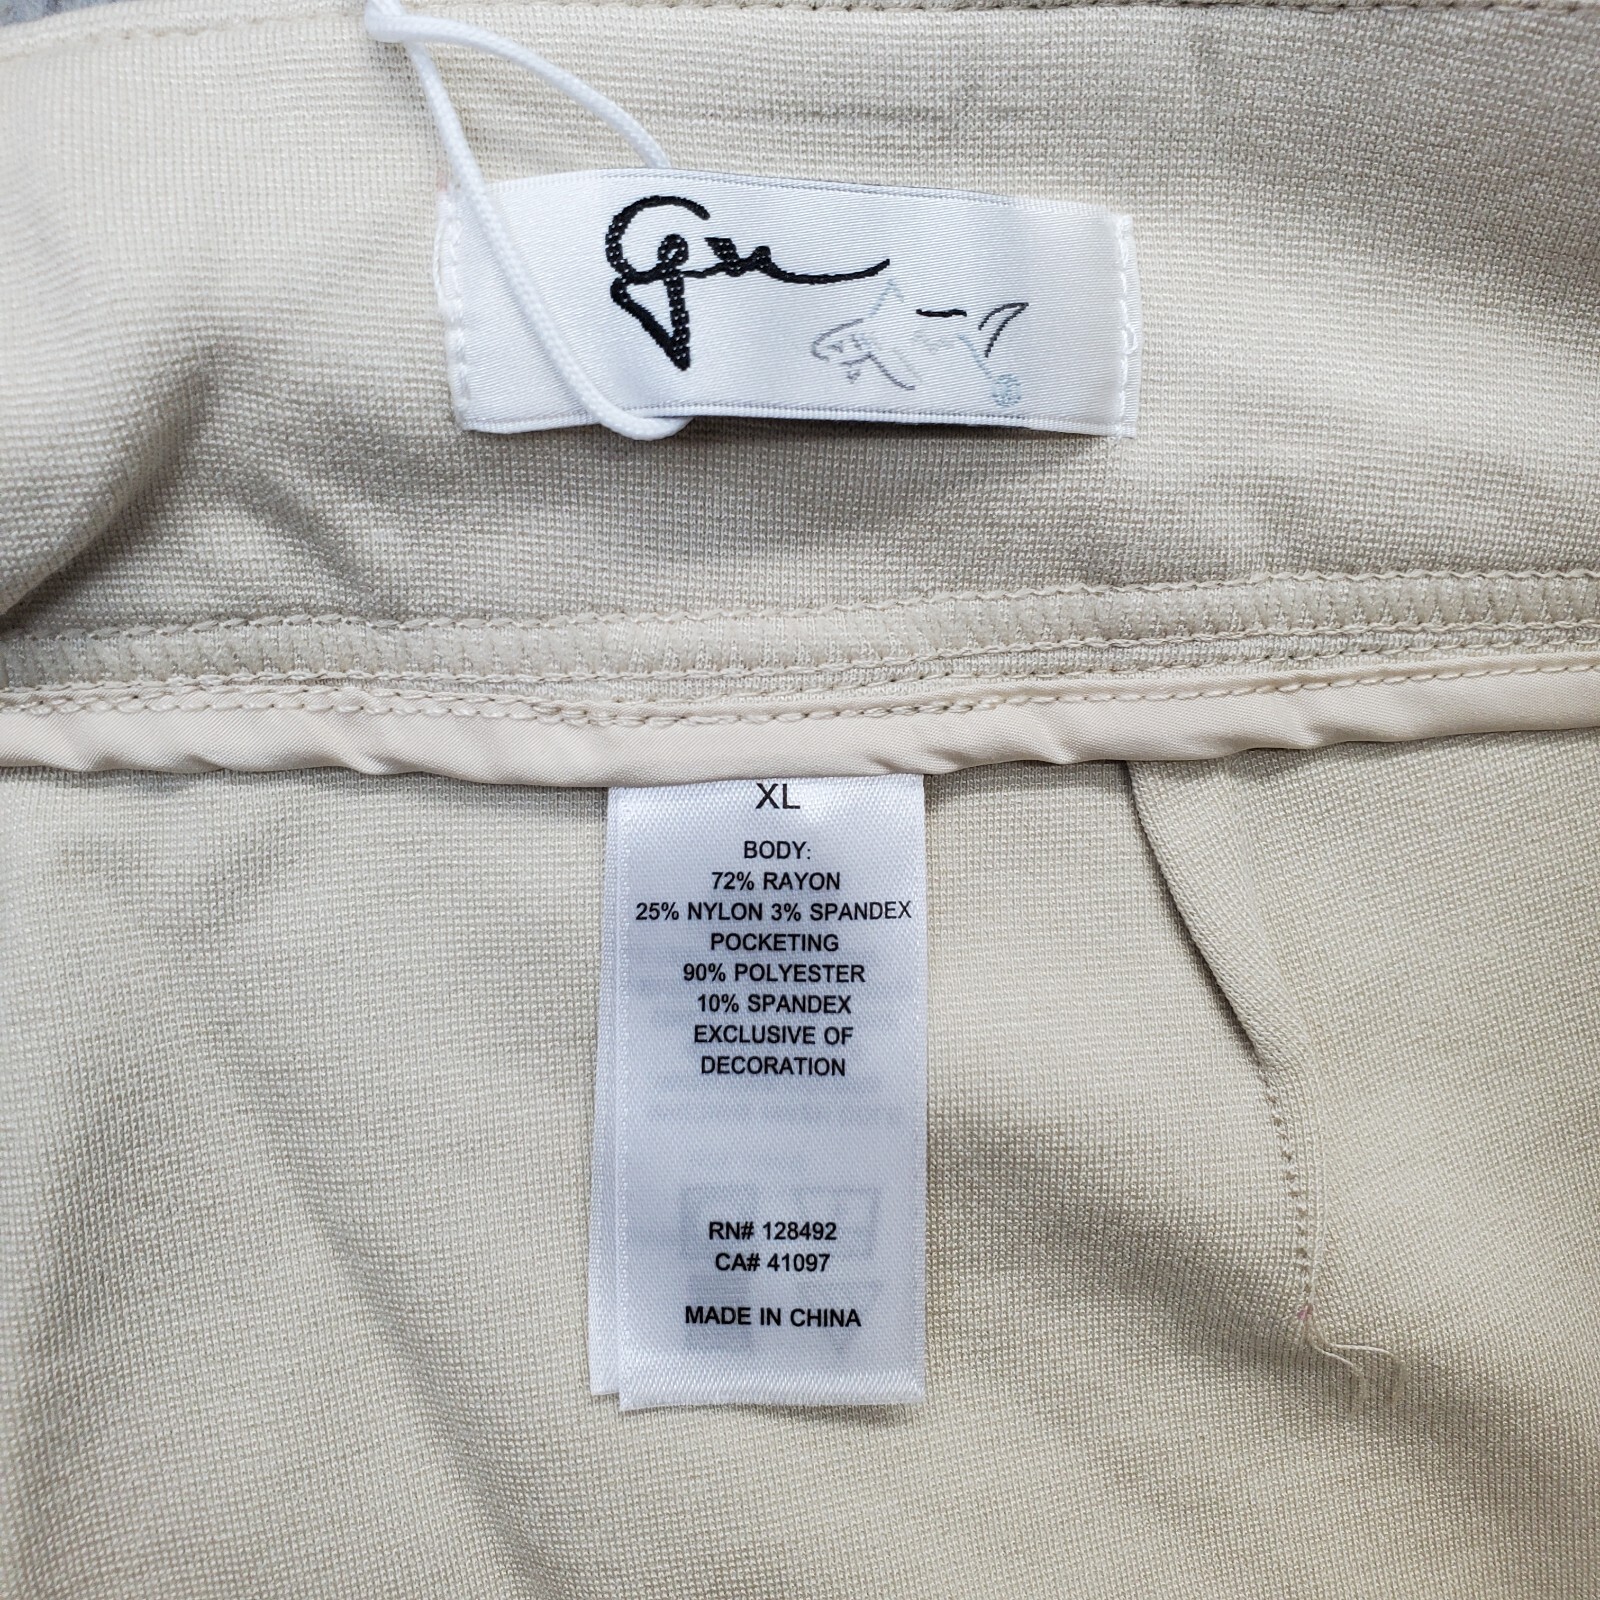 XL
BODY:
72% RAYON
25% NYLON 3% SPANDEX
POCKETING
90% POLYESTER
10% SPANDEX
EXCLUSIVE OF
DECORATION
RN# 128492
CA# 41097
MADE IN CHINA